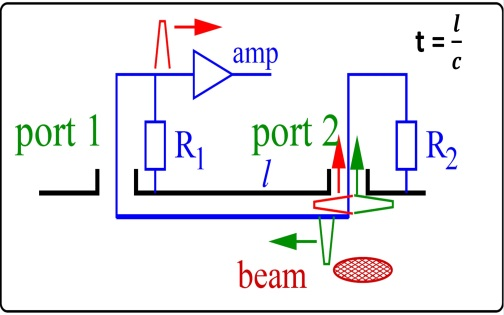 t = l/c
amp
port 1
R1
port 2
R2
l
beam